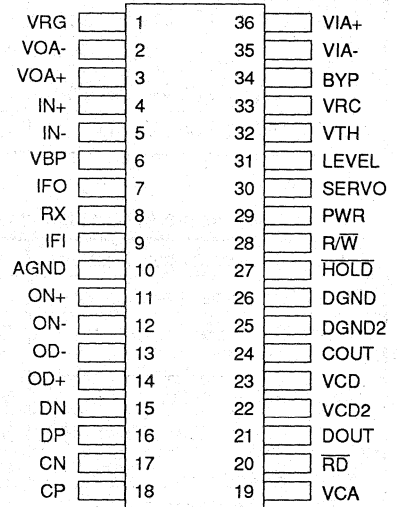 VRG 1 36 VIA+
VOA- 2 35 VIA-
VOA+ 3 34 BYP
IN+ 4 33 VRC
IN- 5 32 VTH
VBP 6 31 LEVEL
IFO 7 30 SERVO
RX 8 29 PWR
IFI 9 28 R/W̅
AGND 10 27 H̅O̅L̅D̅
ON+ 11 26 DGND
ON- 12 25 DGND2
OD- 13 24 COUT
OD+ 14 23 VCD
DN 15 22 VCD2
DP 16 21 DOUT
CN 17 20 R̅D̅
CP 18 19 VCA